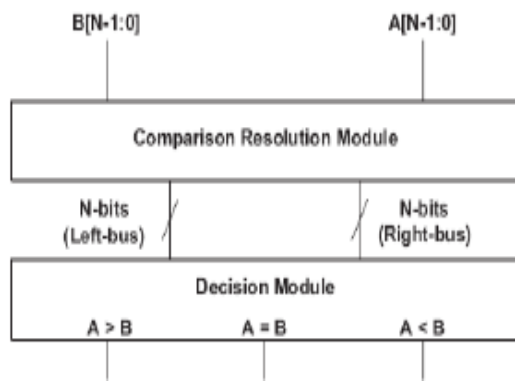 B[N-1:0] A[N-1:0]
Comparison Resolution Module
N-bits N-bits
(Left-bus) (Right-bus)
Decision Module
A > B A = B A < B